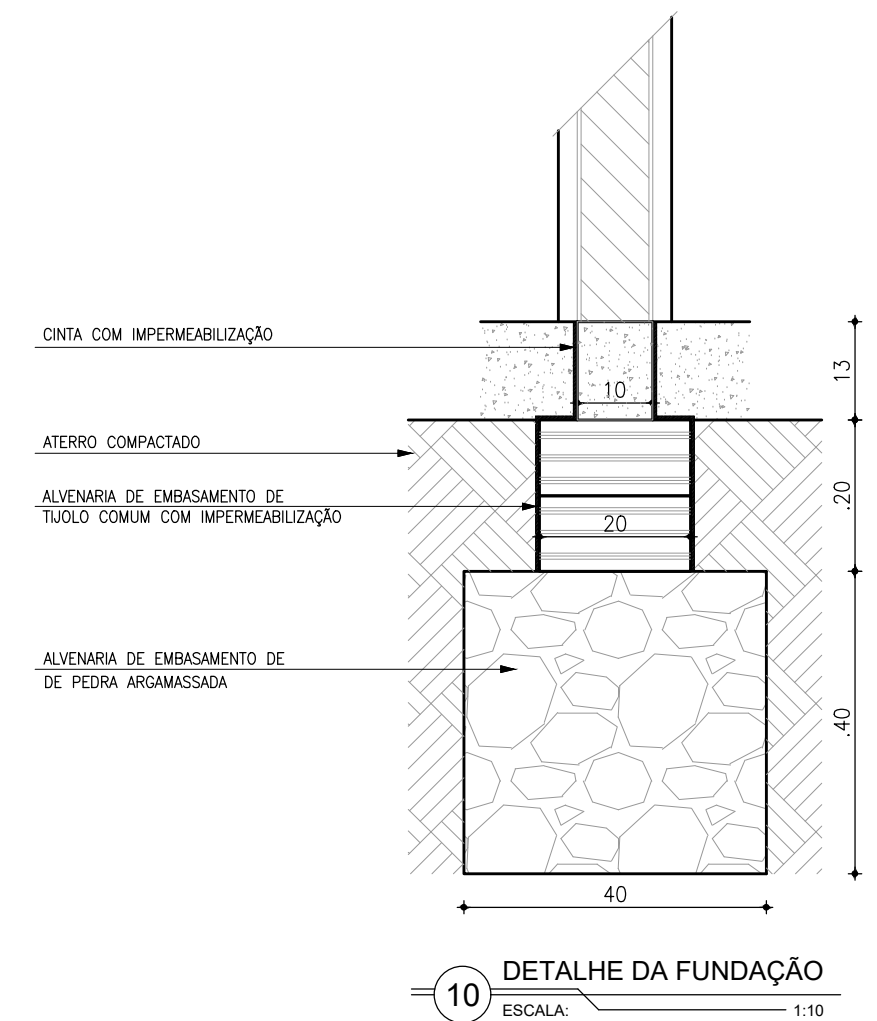 CINTA COM IMPERMEABILIZAÇÃO
10
13
ATERRO COMPACTADO
ALVENARIA DE EMBASAMENTO DE
TIJOLO COMUM COM IMPERMEABILIZAÇÃO
20
.20
ALVENARIA DE EMBASAMENTO DE
DE PEDRA ARGAMASSADA
.40
40
10
DETALHE DA FUNDAÇÃO
ESCALA: 1:10